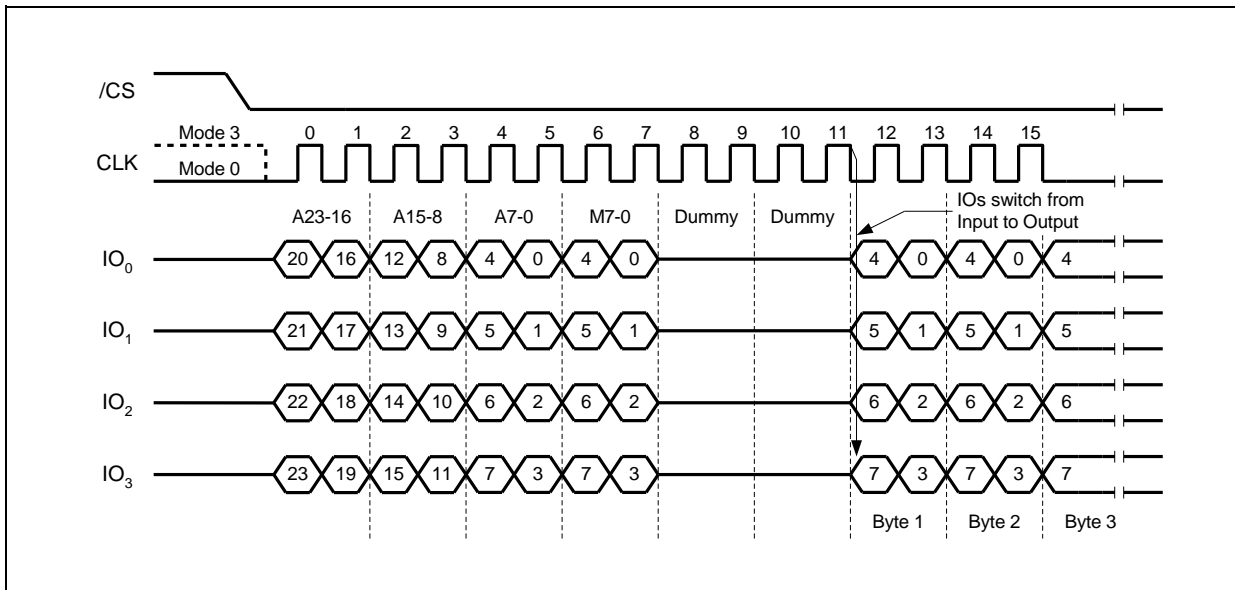 /CS
Mode 3 0 1 2 3 4 5 6 7 8 9 10 11 12 13 14 15
CLK
Mode 0
IOs switch from
Input to Output
A23-16 A15-8 A7-0 M7-0 Dummy Dummy
IO0 20 16 12 8 4 0 4 0 4 0 4 0 4
IO1 21 17 13 9 5 1 5 1 5 1 5 1 5
IO2 22 18 14 10 6 2 6 2 6 2 6 2 6
IO3 23 19 15 11 7 3 7 3 7 3 7 3 7
Byte 1 Byte 2 Byte 3